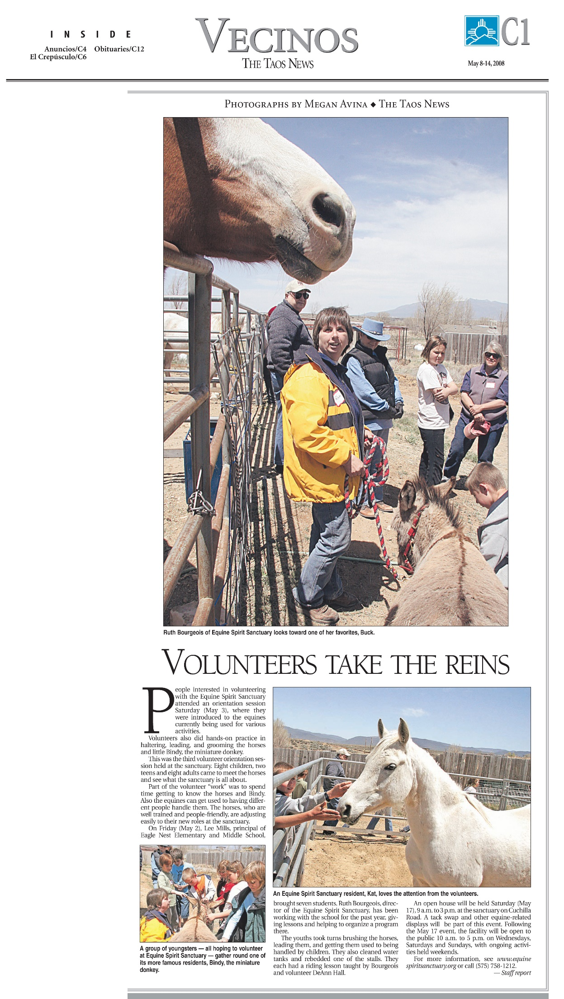 INSIDE
Anuncios/C4 Obituaries/C12
El Crepúsculo/C6
VECINOS
THE TAOS NEWS
C1
May 8-14, 2008
PHOTOGRAPHS BY MEGAN AVINA ◆ THE TAOS NEWS
Ruth
Ruth Bourgeois of Equine Spirit Sanctuary looks toward one of her favorites, Buck.
VOLUNTEERS TAKE THE REINS
People interested in volunteering
with the Equine Spirit Sanctuary
attended an orientation session
Saturday (May 3), where they
were introduced to the equines
currently being used for various
activities.
Volunteers also did hands-on practice in
haltering, leading, and grooming the horses
and little Bindy, the miniature donkey.
This was the third volunteer orientation ses-
sion held at the sanctuary. Eight children, two
teens and eight adults came to meet the horses
and see what the sanctuary is all about.
Part of the volunteer “work” was to spend
time getting to know the horses and Bindy.
Also the equines can get used to having differ-
ent people handle them. The horses, who are
well trained and people-friendly, are adjusting
easily to their new roles at the sanctuary.
On Friday (May 2), Lee Mills, principal of
Eagle Nest Elementary and Middle School,
A group of youngsters — all hoping to volunteer
at Equine Spirit Sanctuary — gather round one of
its more famous residents, Bindy, the miniature
donkey.
An Equine Spirit Sanctuary resident, Kat, loves the attention from the volunteers.
brought seven students. Ruth Bourgeois, direc-
tor of the Equine Spirit Sanctuary, has been
working with the school for the past year, giv-
ing lessons and helping to organize a program
there.
The youths took turns brushing the horses,
leading them, and getting them used to being
handled by children. They also cleaned water
tanks and rebedded one of the stalls. They
each had a riding lesson taught by Bourgeois
and volunteer DeAnn Hall.
An open house will be held Saturday (May
17), 9 a.m. to 3 p.m. at the sanctuary on Cuchilla
Road. A tack swap and other equine-related
displays will be part of this event. Following
the May 17 event, the facility will be open to
the public 10 a.m. to 5 p.m. on Wednesdays,
Saturdays and Sundays, with ongoing activi-
ties held weekends.
For more information, see www.equine
spiritsanctuary.org or call (575) 758-1212.
— Staff report